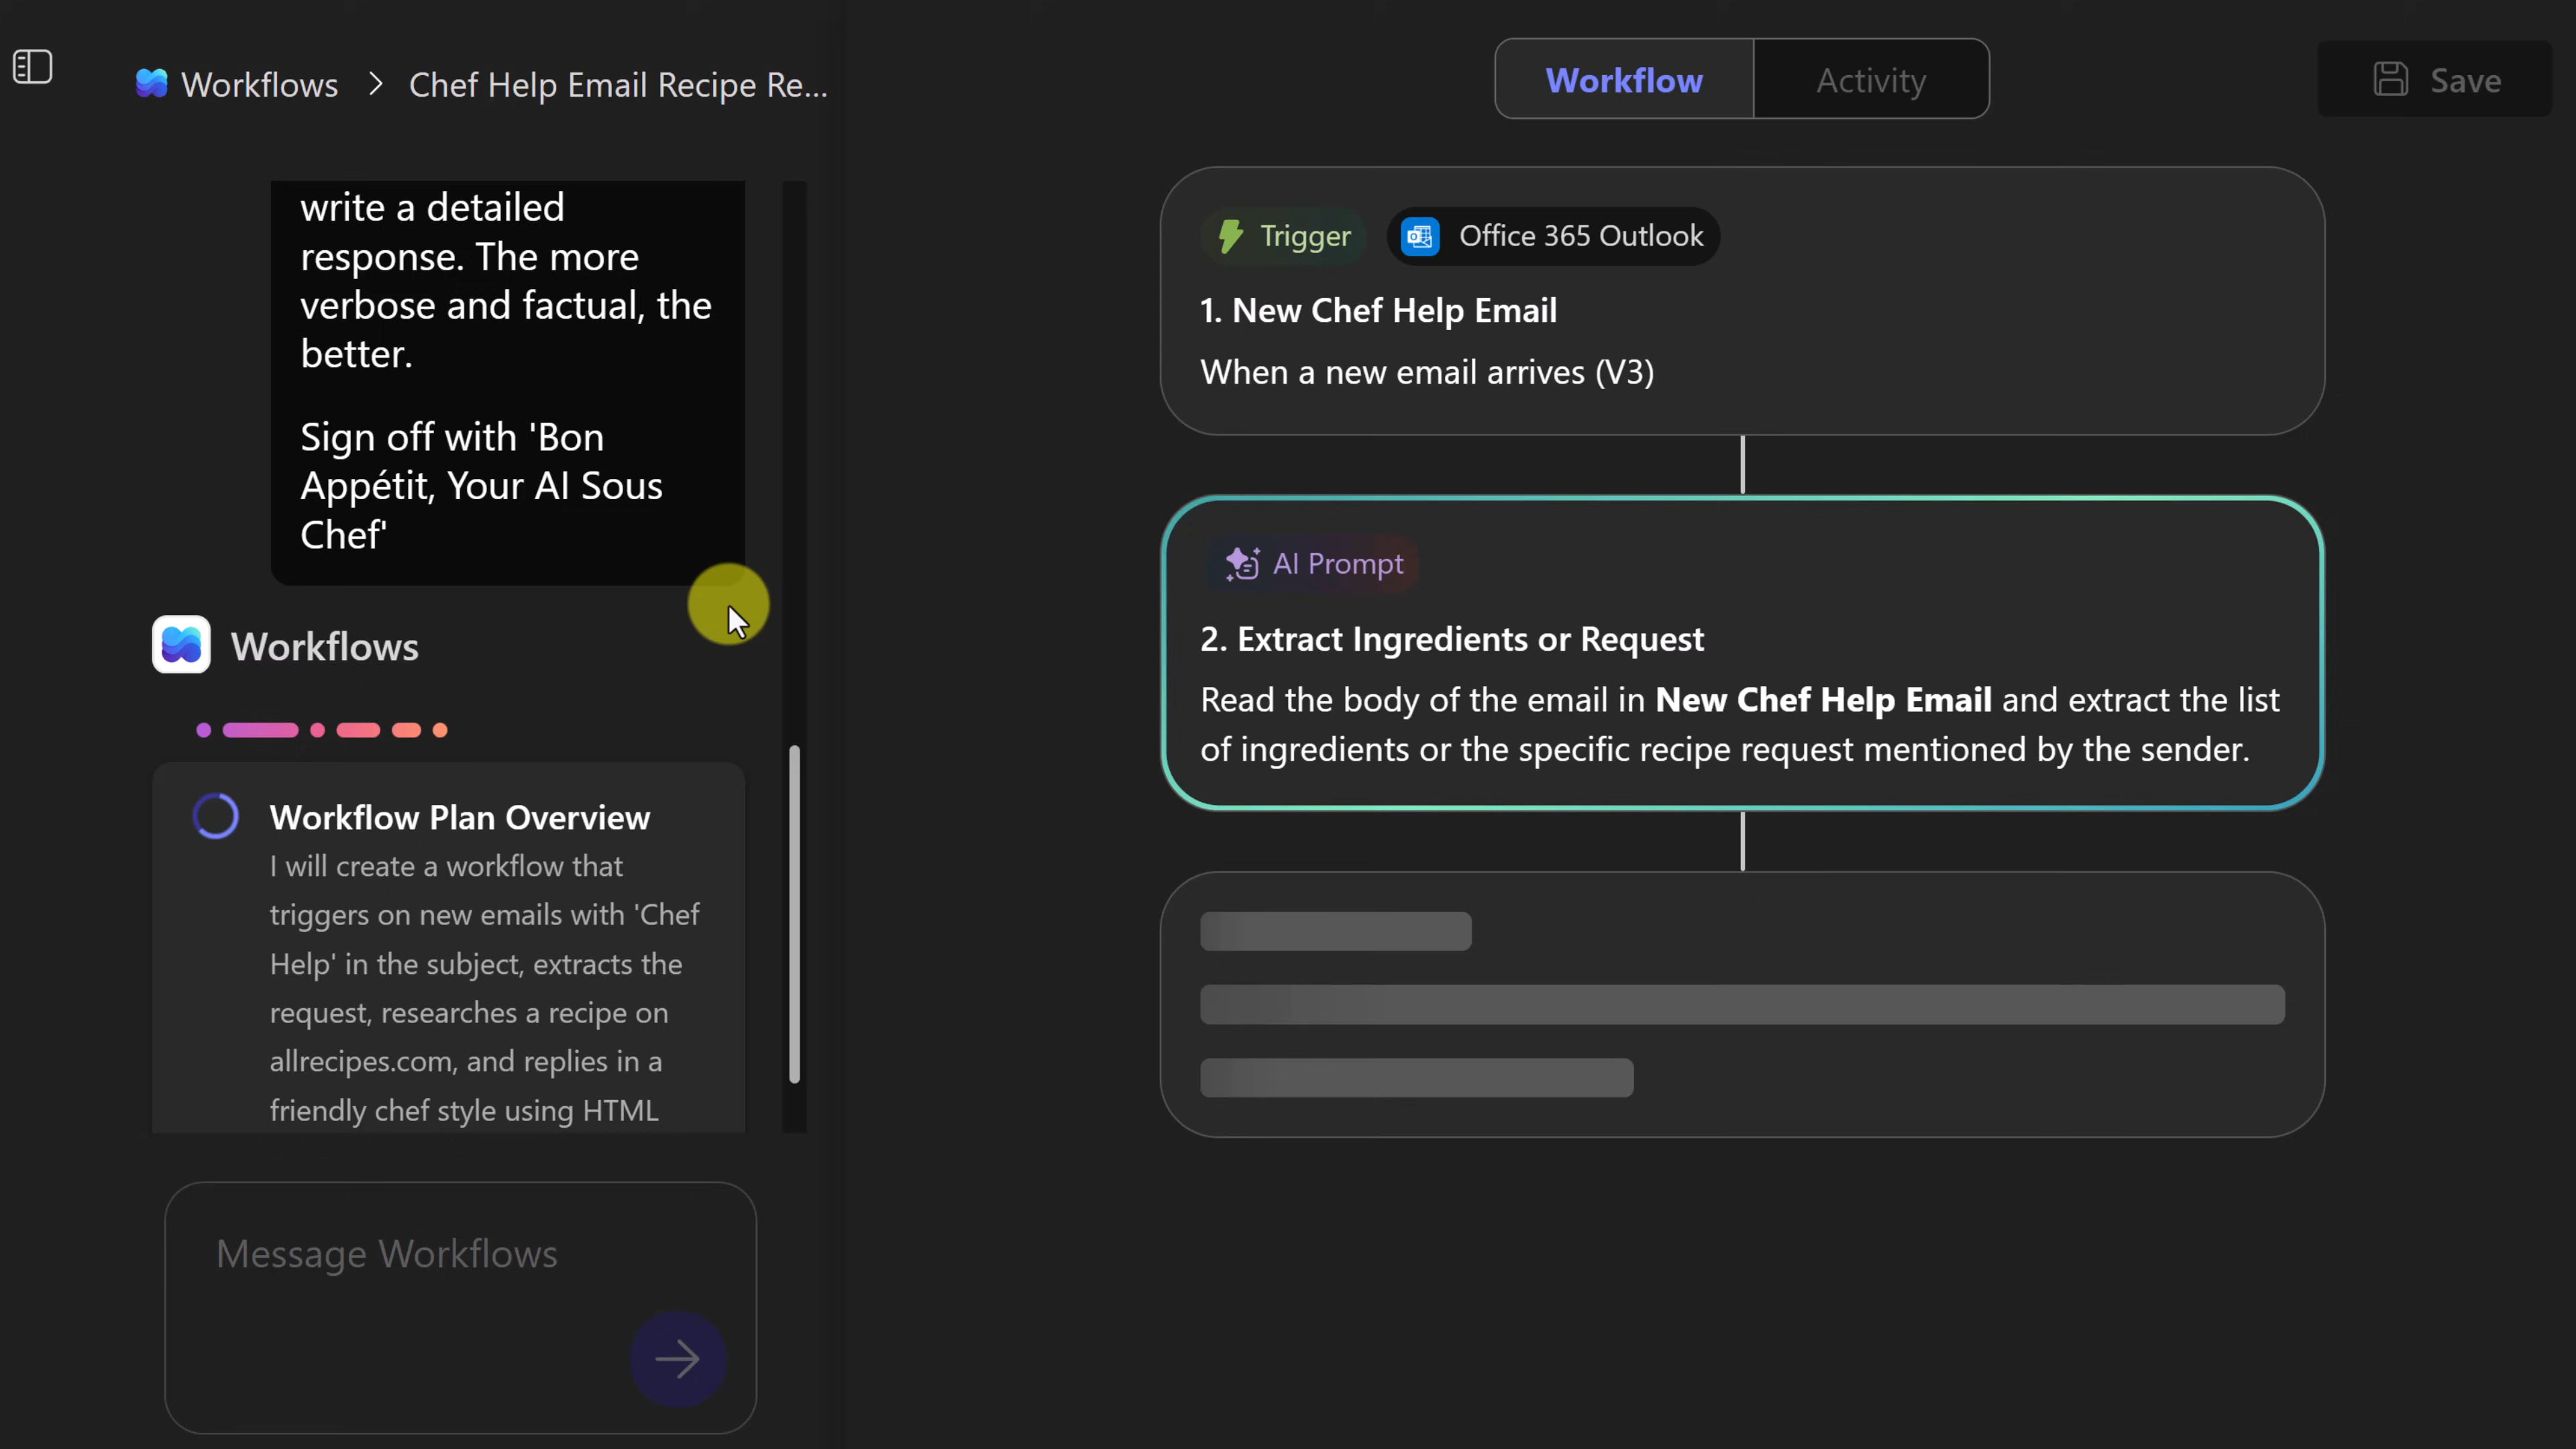 Workflows > Chef Help Email Recipe Re...
Workflow
Activity
Save
write a detailed
response. The more
verbose and factual, the
better.
Sign off with 'Bon
Appétit, Your AI Sous
Chef'
Workflows
Workflow Plan Overview
I will create a workflow that
triggers on new emails with 'Chef
Help' in the subject, extracts the
request, researches a recipe on
allrecipes.com, and replies in a
friendly chef style using HTML
Message Workflows
Trigger
Office 365 Outlook
1. New Chef Help Email
When a new email arrives (V3)
AI Prompt
2. Extract Ingredients or Request
Read the body of the email in New Chef Help Email and extract the list
of ingredients or the specific recipe request mentioned by the sender.